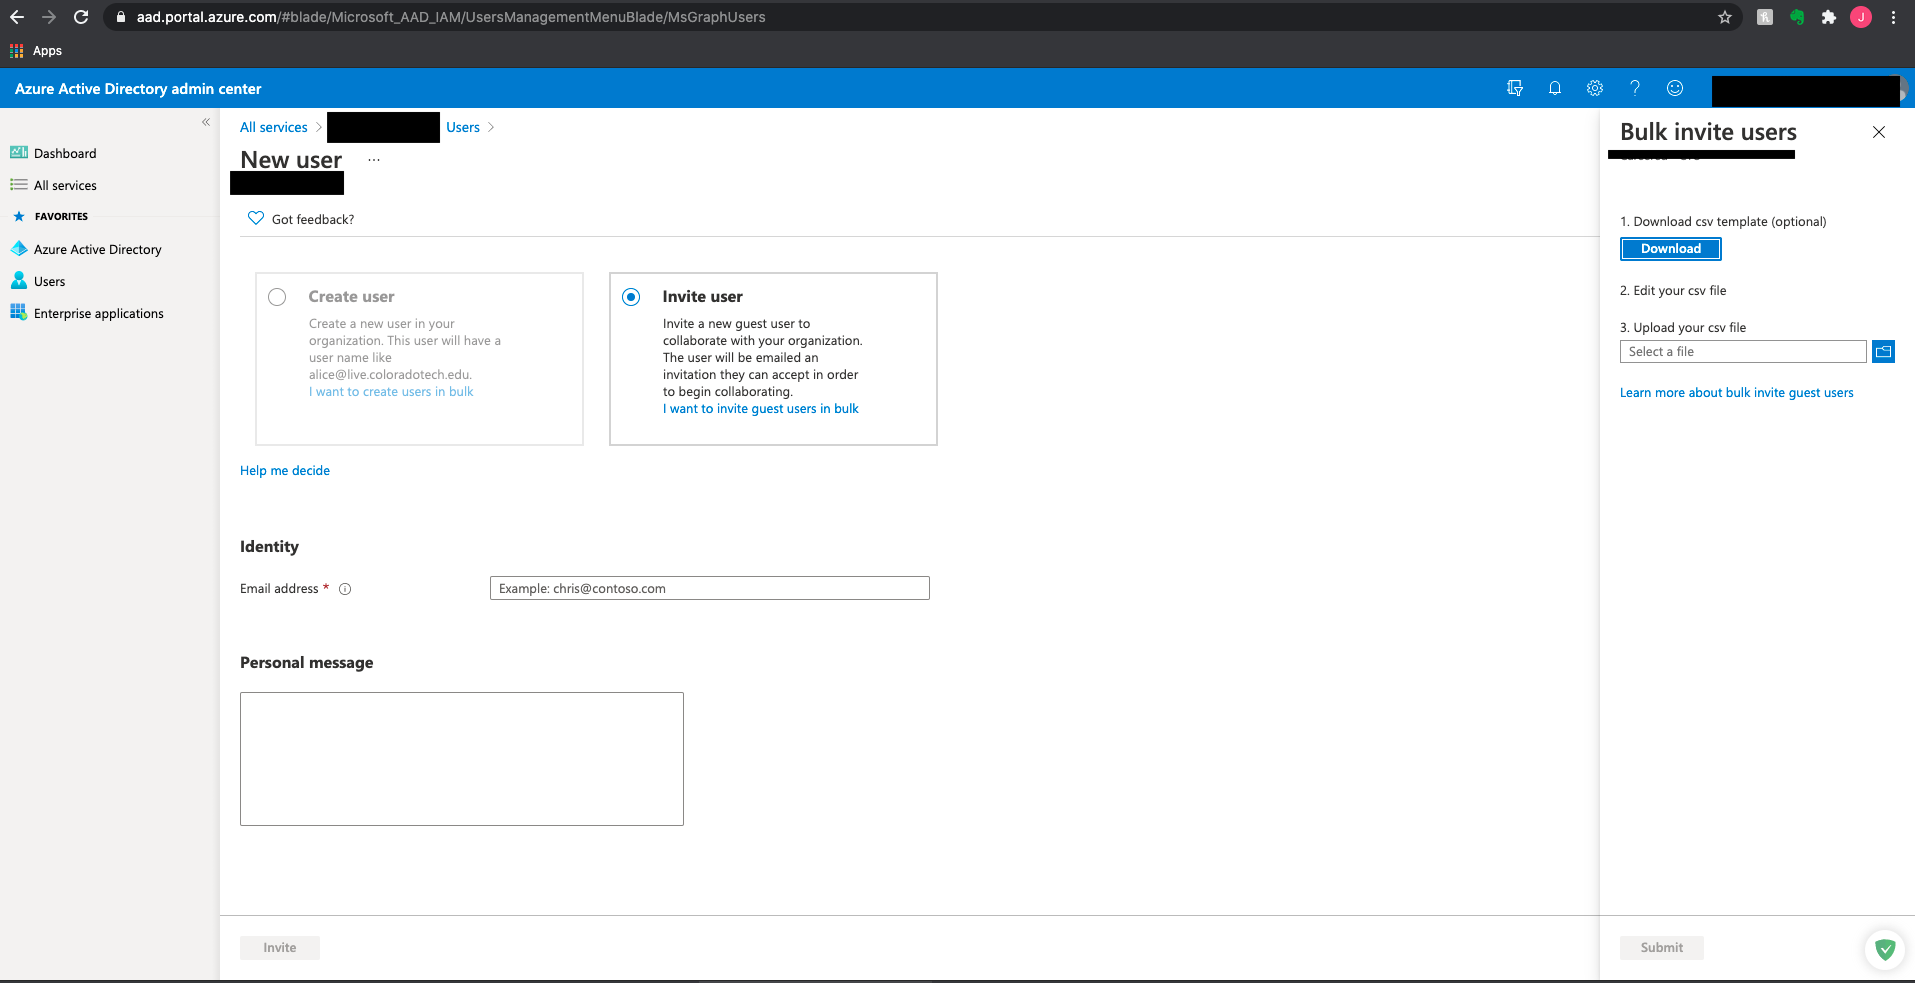 aad.portal.azure.com/#blade/Microsoft_AAD_IAM/UsersManagementMenuBlade/MsGraphUsers
J
Apps
Azure Active Directory admin center
All services
Users
New user
...
Got feedback?
Dashboard
All services
FAVORITES
Azure Active Directory
Users
Enterprise applications
Create user
Create a new user in your
organization. This user will have a
user name like
alice@live.coloradotech.edu.
I want to create users in bulk
Invite user
Invite a new guest user to
collaborate with your organization.
The user will be emailed an
invitation they can accept in order
to begin collaborating.
I want to invite guest users in bulk
Help me decide
Identity
Email address *
Example: chris@contoso.com
Personal message
Invite
Bulk invite users
1. Download csv template (optional)
Download
2. Edit your csv file
3. Upload your csv file
Select a file
Learn more about bulk invite guest users
Submit